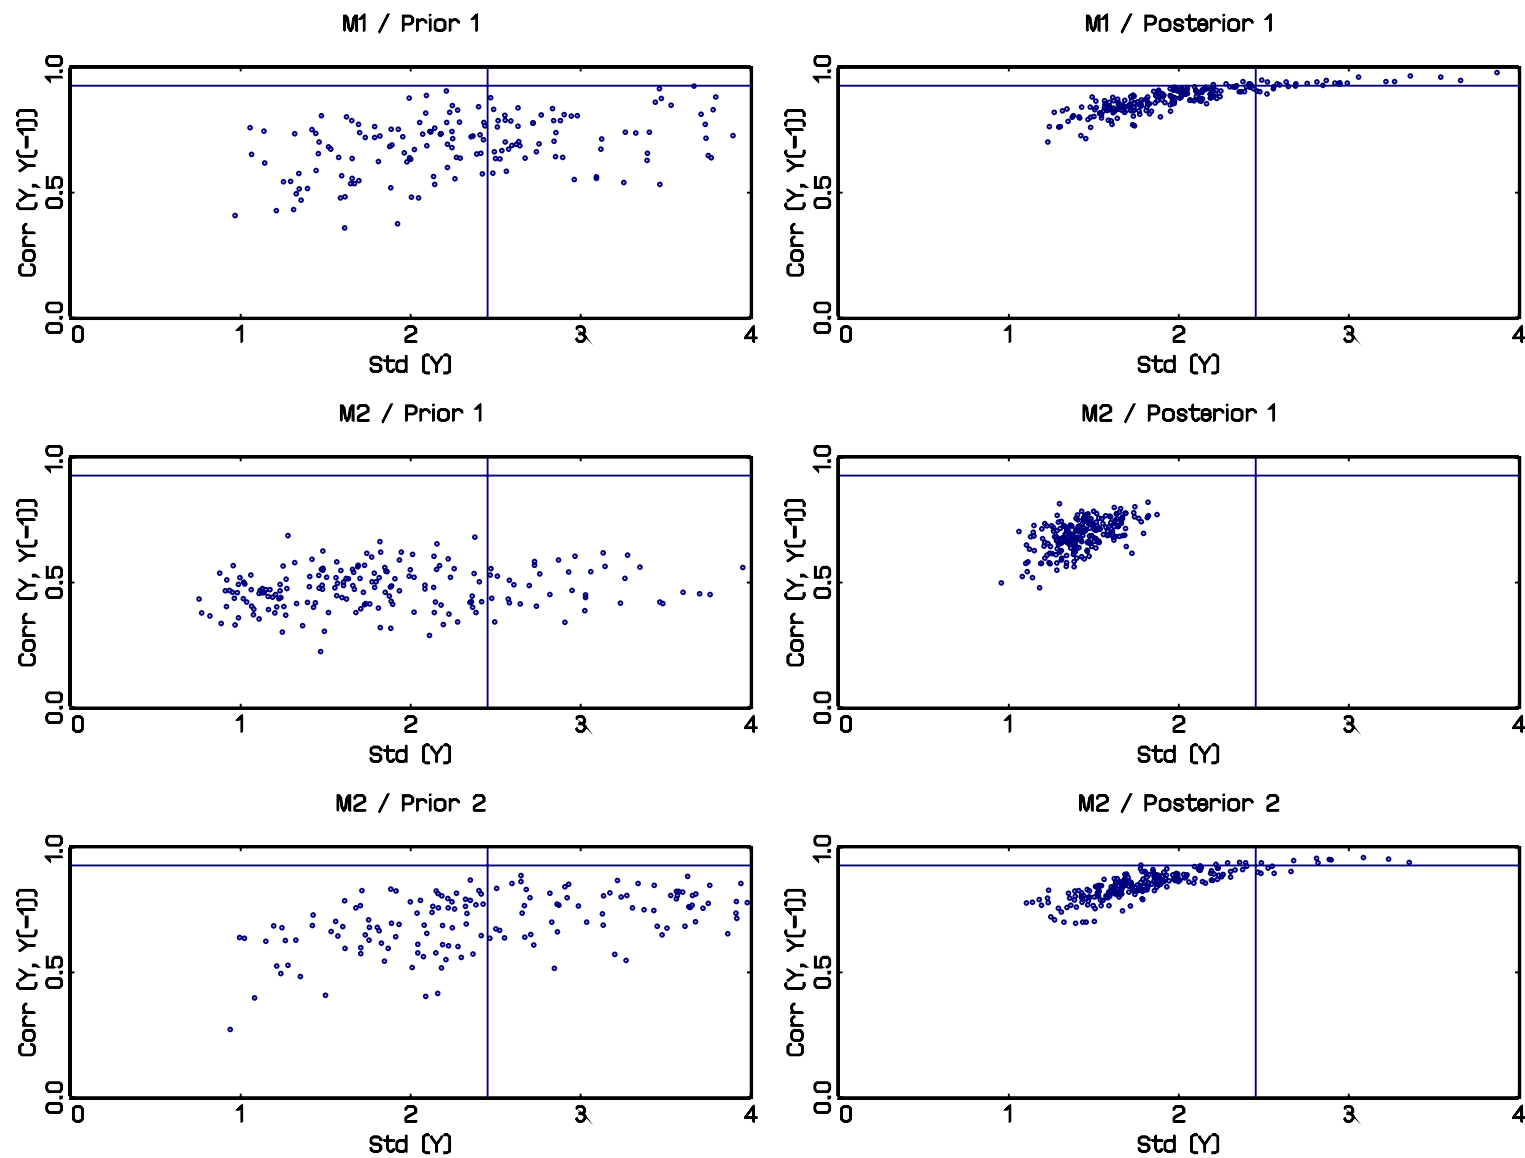 M1 / Prior 1
M1 / Posterior 1
Corr (Y, Y(-1))
0.0 0.5 1.0
0 1 2 3 4
Std (Y)
Corr (Y, Y(-1))
0.0 0.5 1.0
0 1 2 3 4
Std (Y)
M2 / Prior 1
M2 / Posterior 1
Corr (Y, Y(-1))
0.0 0.5 1.0
0 1 2 3 4
Std (Y)
Corr (Y, Y(-1))
0.0 0.5 1.0
0 1 2 3 4
Std (Y)
M2 / Prior 2
M2 / Posterior 2
Corr (Y, Y(-1))
0.0 0.5 1.0
0 1 2 3 4
Std (Y)
Corr (Y, Y(-1))
0.0 0.5 1.0
0 1 2 3 4
Std (Y)